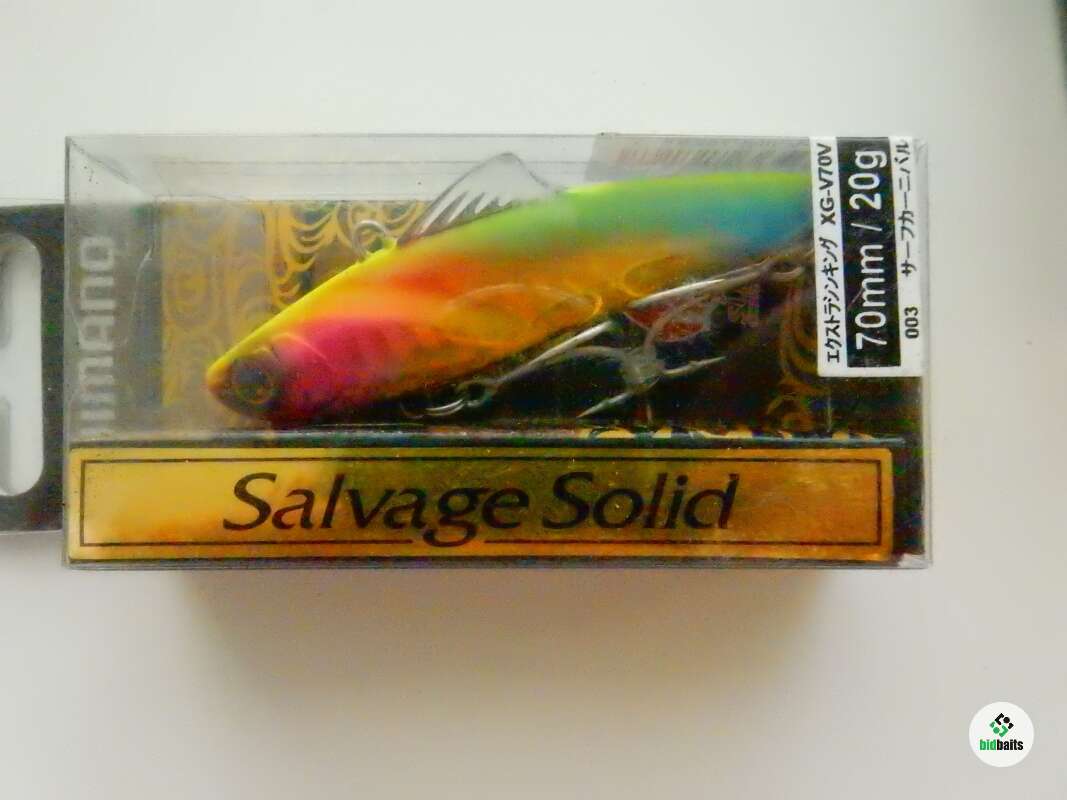 SHIMANO
エクストラシンキング XG-V70V
70mm / 20g
003 サーフカーニバル
Salvage Solid
bidbaits